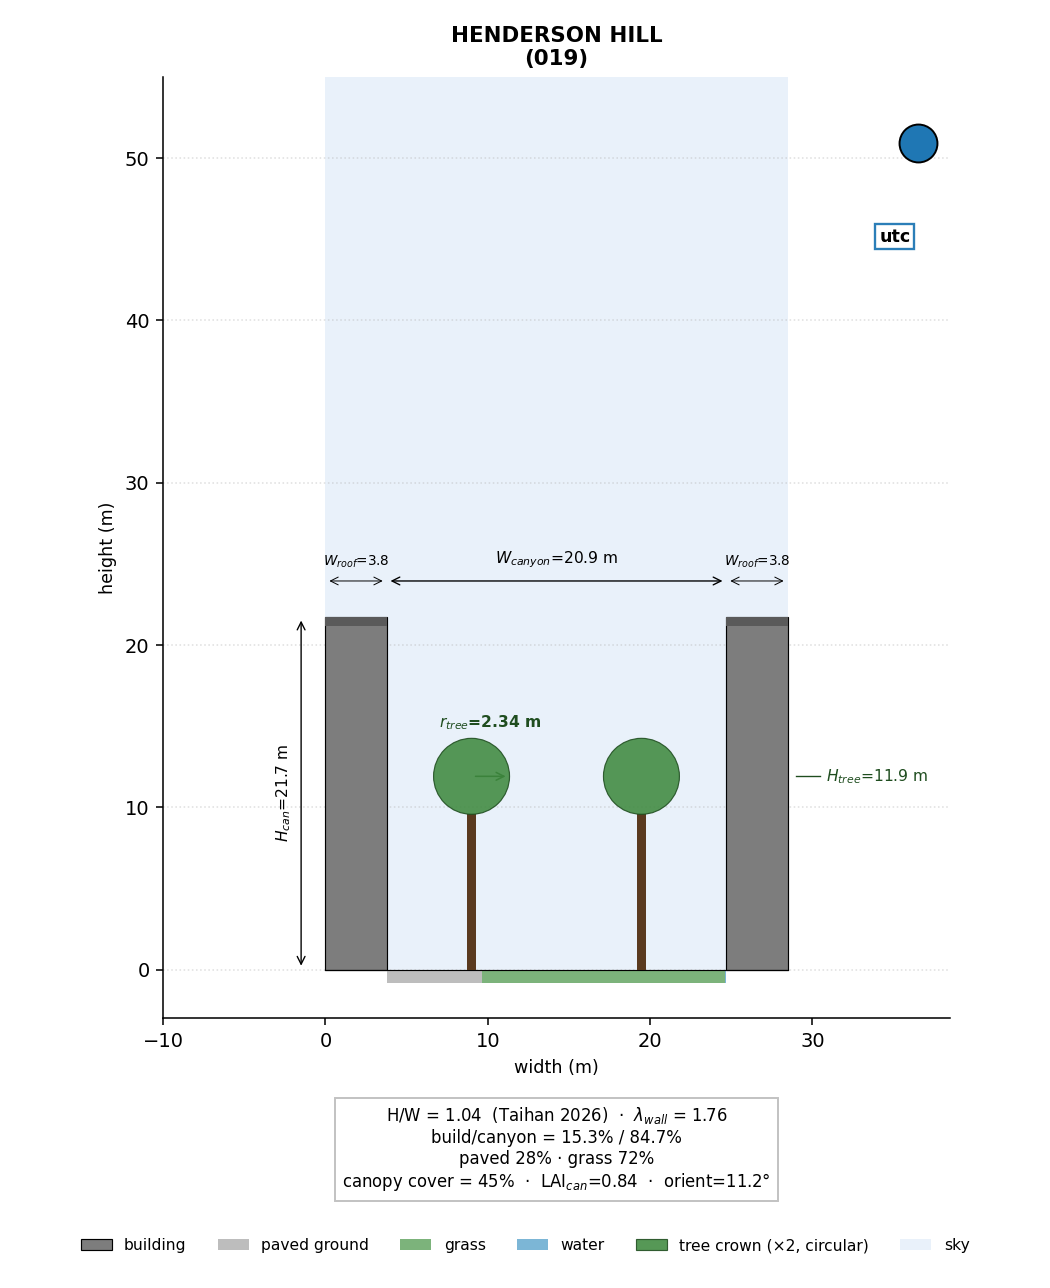 HENDERSON HILL
(019)
50
utc
40
30
height (m)
W_roof=3.8
W_canyon=20.9 m
W_roof=3.8
20
r_tree=2.34 m
H_can=21.7 m
H_tree=11.9 m
10
0
−10 0 10 20 30
width (m)
H/W = 1.04 (Taihan 2026) · λ_wall = 1.76
build/canyon = 15.3% / 84.7%
paved 28% · grass 72%
canopy cover = 45% · LAI_can=0.84 · orient=11.2°
building paved ground grass water tree crown (×2, circular) sky